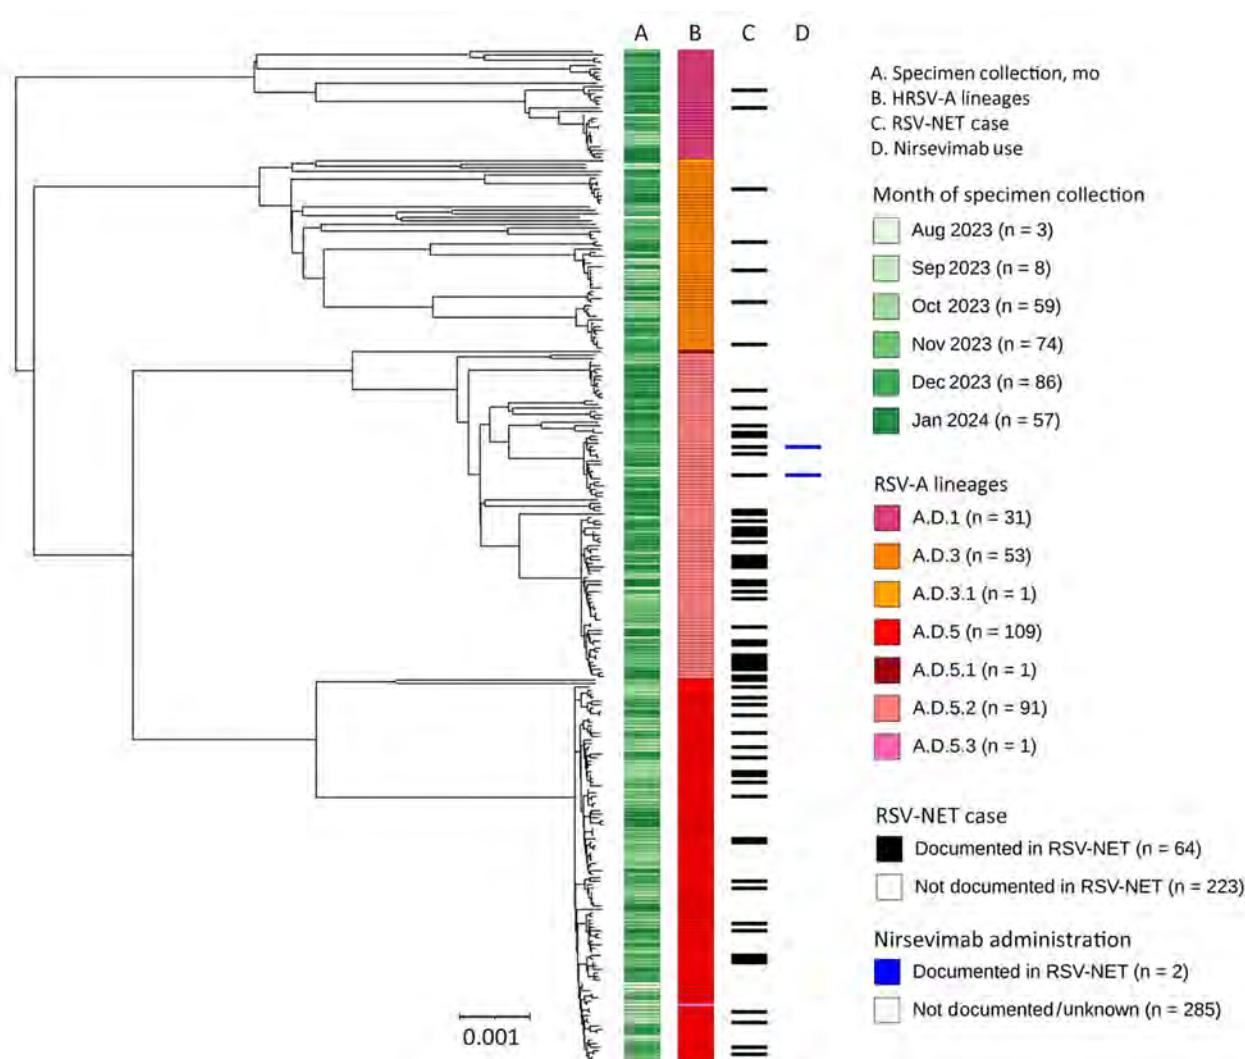 A B C D
A. Specimen collection, mo
B. HRSV-A lineages
C. RSV-NET case
D. Nirsevimab use
Month of specimen collection
Aug 2023 (n = 3)
Sep 2023 (n = 8)
Oct 2023 (n = 59)
Nov 2023 (n = 74)
Dec 2023 (n = 86)
Jan 2024 (n = 57)
RSV-A lineages
A.D.1 (n = 31)
A.D.3 (n = 53)
A.D.3.1 (n = 1)
A.D.5 (n = 109)
A.D.5.1 (n = 1)
A.D.5.2 (n = 91)
A.D.5.3 (n = 1)
RSV-NET case
Documented in RSV-NET (n = 64)
Not documented in RSV-NET (n = 223)
Nirsevimab administration
Documented in RSV-NET (n = 2)
Not documented/unknown (n = 285)
0.001